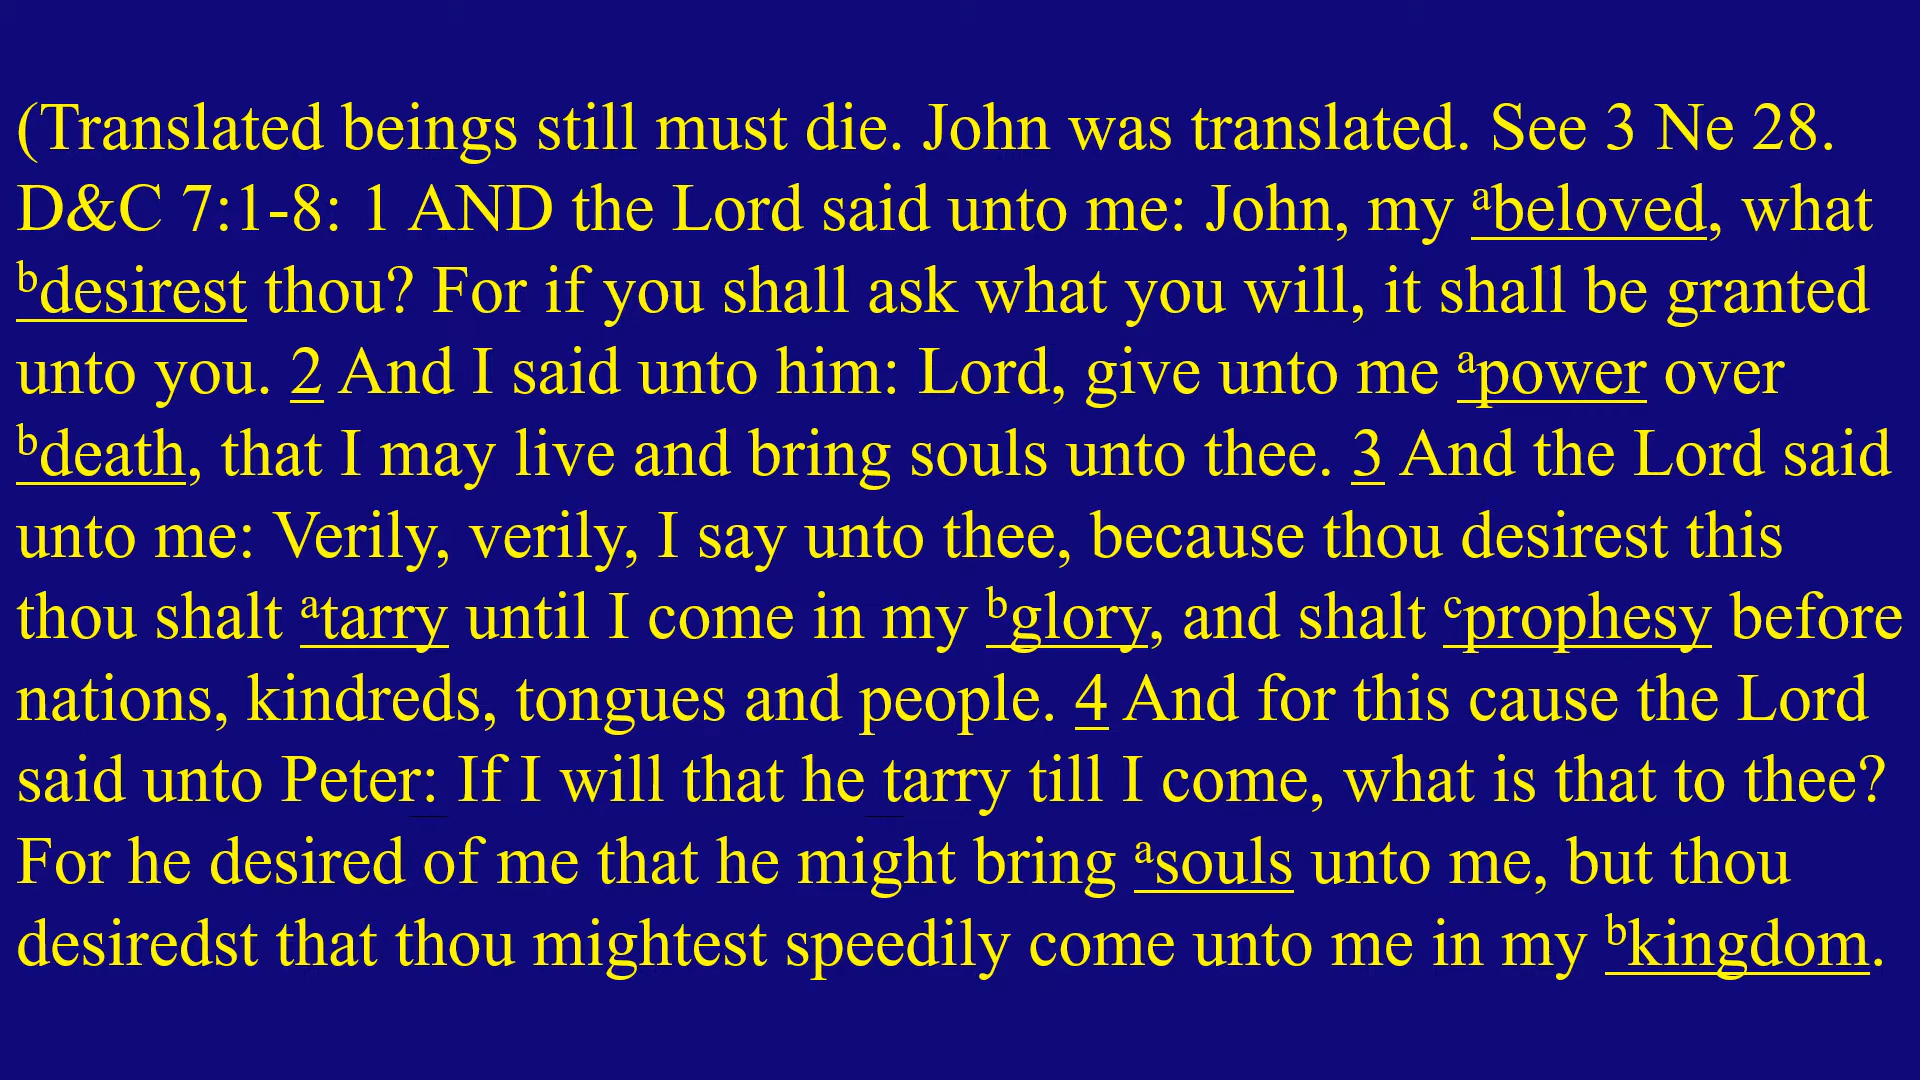 (Translated beings still must die. John was translated. See 3 Ne 28.
D&C 7:1-8: 1 AND the Lord said unto me: John, my abeloved, what
bdesirest thou? For if you shall ask what you will, it shall be granted
unto you. 2 And I said unto him: Lord, give unto me apower over
bdeath, that I may live and bring souls unto thee. 3 And the Lord said
unto me: Verily, verily, I say unto thee, because thou desirest this
thou shalt atarry until I come in my bglory, and shalt cprophesy before
nations, kindreds, tongues and people. 4 And for this cause the Lord
said unto Peter: If I will that he tarry till I come, what is that to thee?
For he desired of me that he might bring asouls unto me, but thou
desiredst that thou mightest speedily come unto me in my bkingdom.